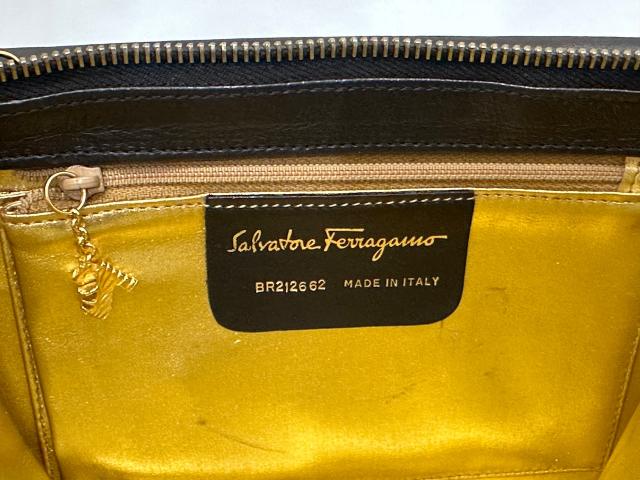 Salvatore Ferragamo
BR212662 MADE IN ITALY